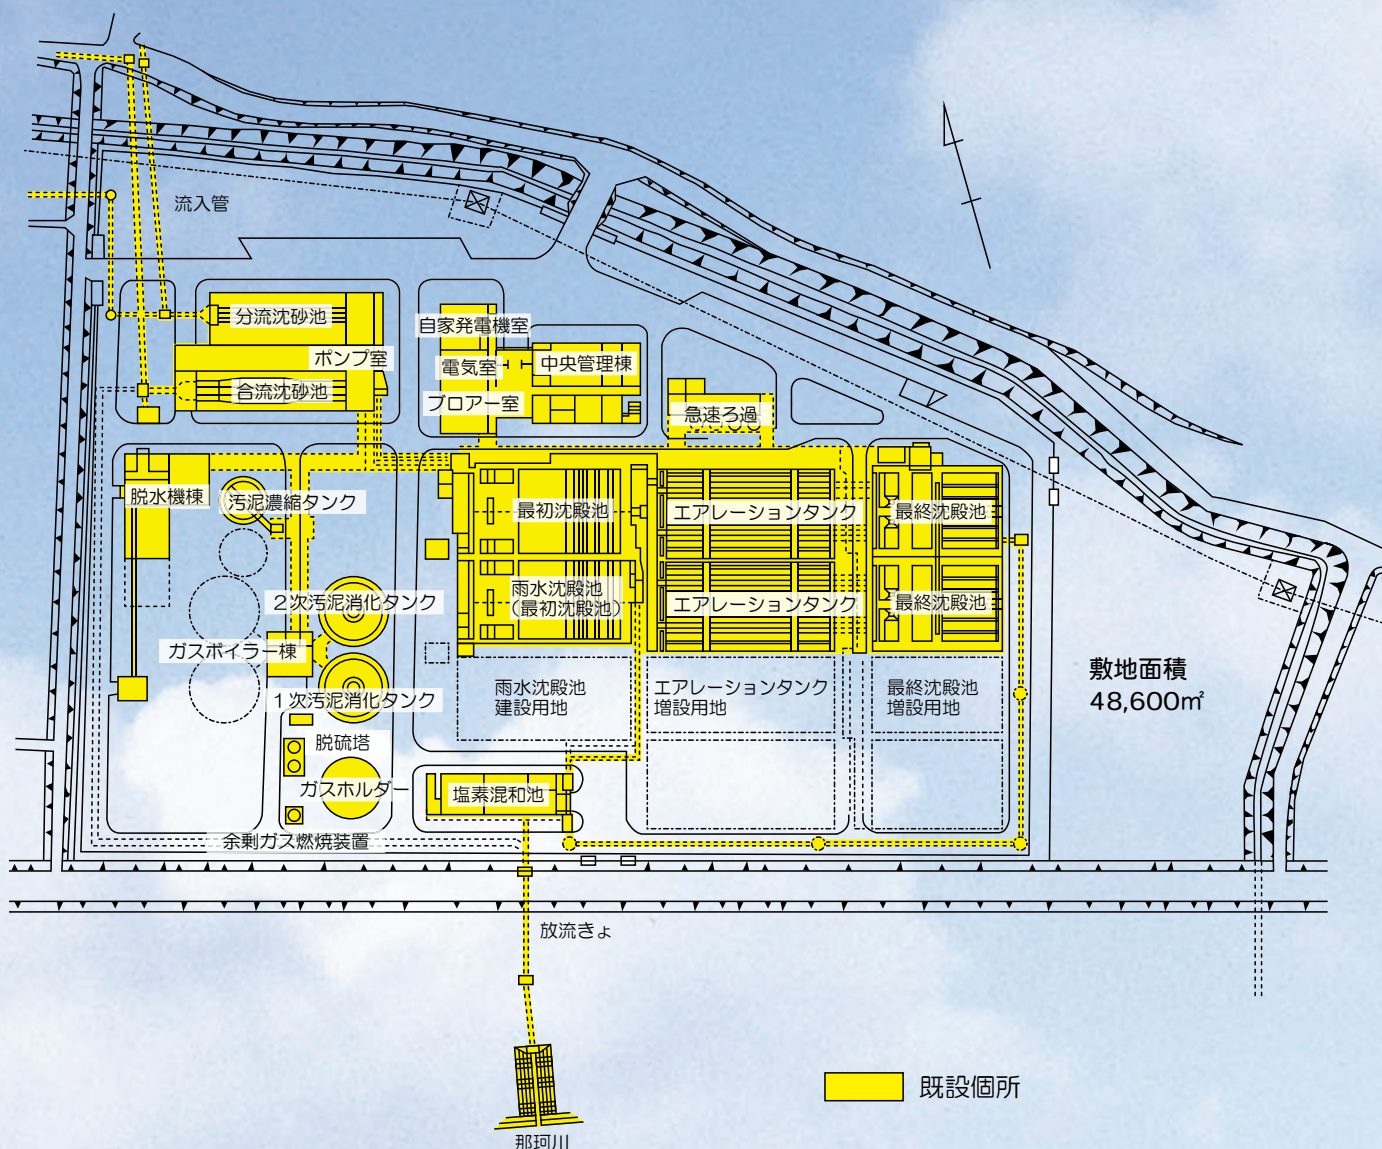 流入管
分流沈砂池
ポンプ室
合流沈砂池
自家発電機室
電気室
中央管理棟
ブロアー室
急速ろ過
脱水機棟
汚泥濃縮タンク
最初沈殿池
エアレーションタンク
最終沈殿池
2次汚泥消化タンク
雨水沈殿池
(最初沈殿池)
エアレーションタンク
最終沈殿池
ガスボイラー棟
1次汚泥消化タンク
雨水沈殿池
建設用地
エアレーションタンク
増設用地
最終沈殿池
増設用地
敷地面積
48,600㎡
脱硫塔
ガスホルダー
塩素混和池
余剰ガス燃焼装置
放流きょ
既設個所
那珂川